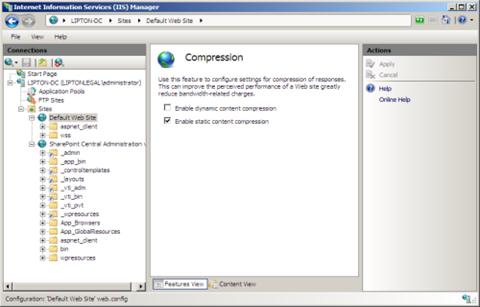 Internet Information Services (IIS) Manager
LIPTON-DC ▸ Sites ▸ Default Web Site ▸
File View Help
Connections
Start Page
LIPTON-DC (LIPTONLEGAL\administrator)
Application Pools
FTP Sites
Sites
Default Web Site
aspnet_client
wss
SharePoint Central Administration v
_admin
_app_bin
_controltemplates
_layouts
_vti_adm
_vti_bin
_vti_pvt
_wpresources
App_Browsers
App_GlobalResources
aspnet_client
bin
wpresources
Compression
Use this feature to configure settings for compression of responses.
This can improve the perceived performance of a Web site greatly
reduce bandwidth-related charges.
Enable dynamic content compression
Enable static content compression
Features View Content View
Actions
Apply
Cancel
Help
Online Help
Configuration: 'Default Web Site' web.config